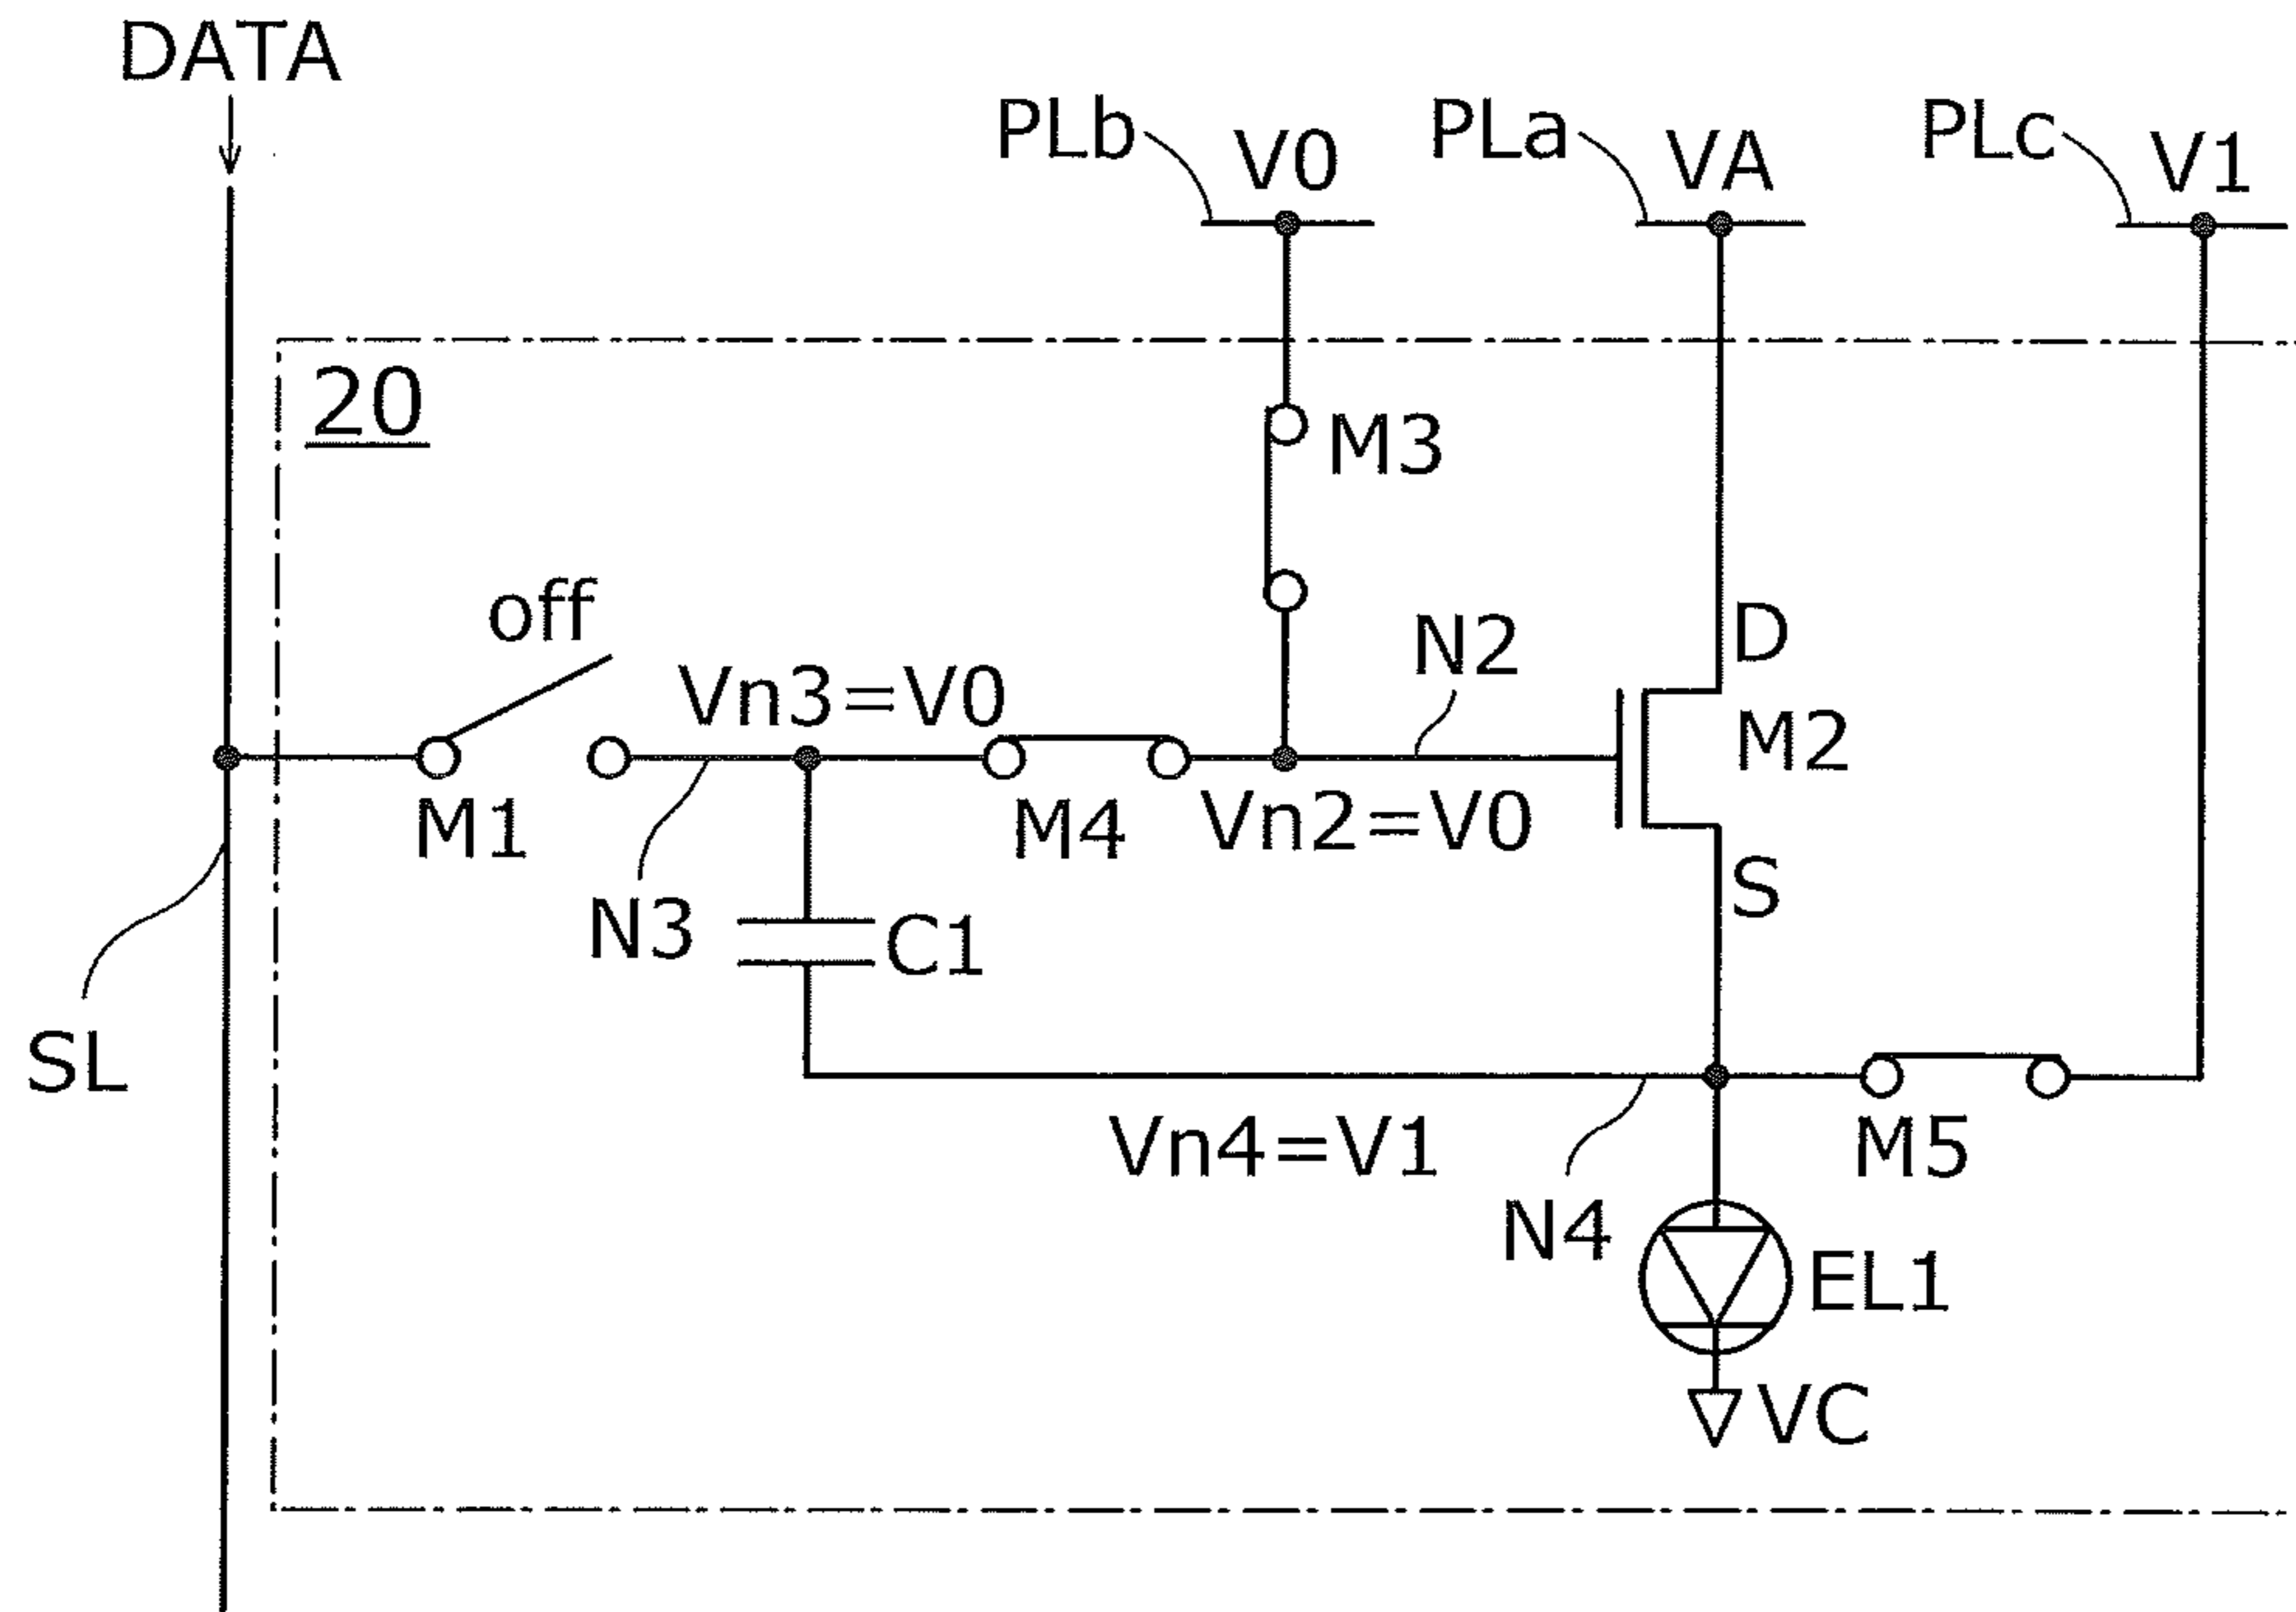 DATA
PLb
V0
PLa
VA
PLc
V1
20
M3
off
N2
D
Vn3=V0
M2
M1
M4
Vn2=V0
S
N3
C1
SL
Vn4=V1
M5
N4
EL1
VC